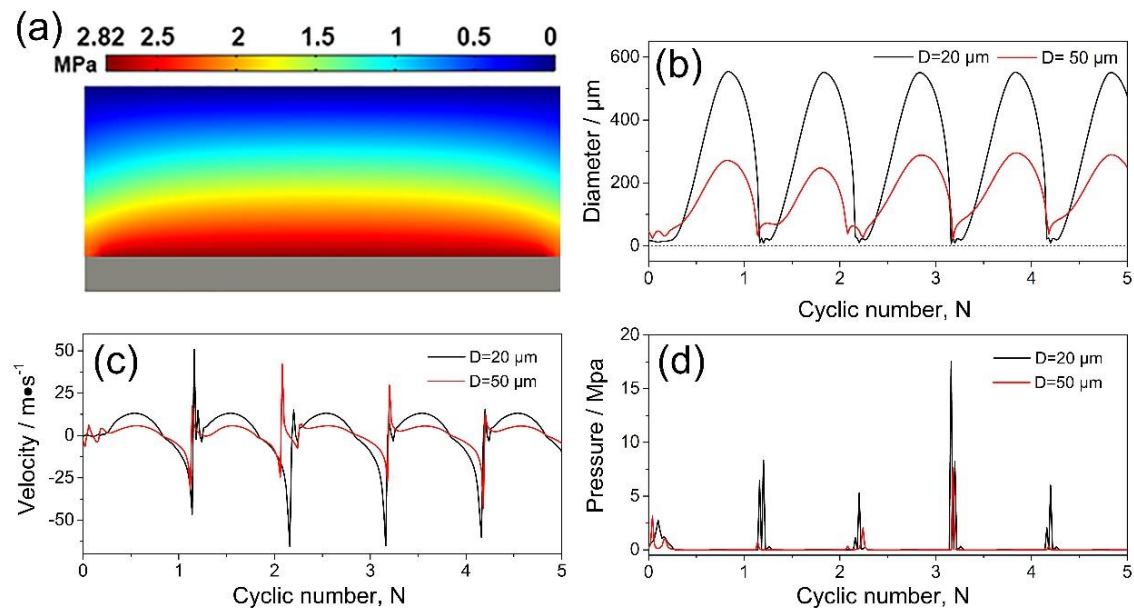 (a)
2.82 2.5 2 1.5 1 0.5 0
MPa
(b)
D=20 μm D= 50 μm
600
400
200
0
Diameter / μm
0 1 2 3 4 5
Cyclic number, N
(c)
D=20 μm
D=50 μm
50
25
0
-25
-50
Velocity / m•s⁻¹
0 1 2 3 4 5
Cyclic number, N
(d)
D=20 μm
D=50 μm
20
15
10
5
0
Pressure / Mpa
0 1 2 3 4 5
Cyclic number, N